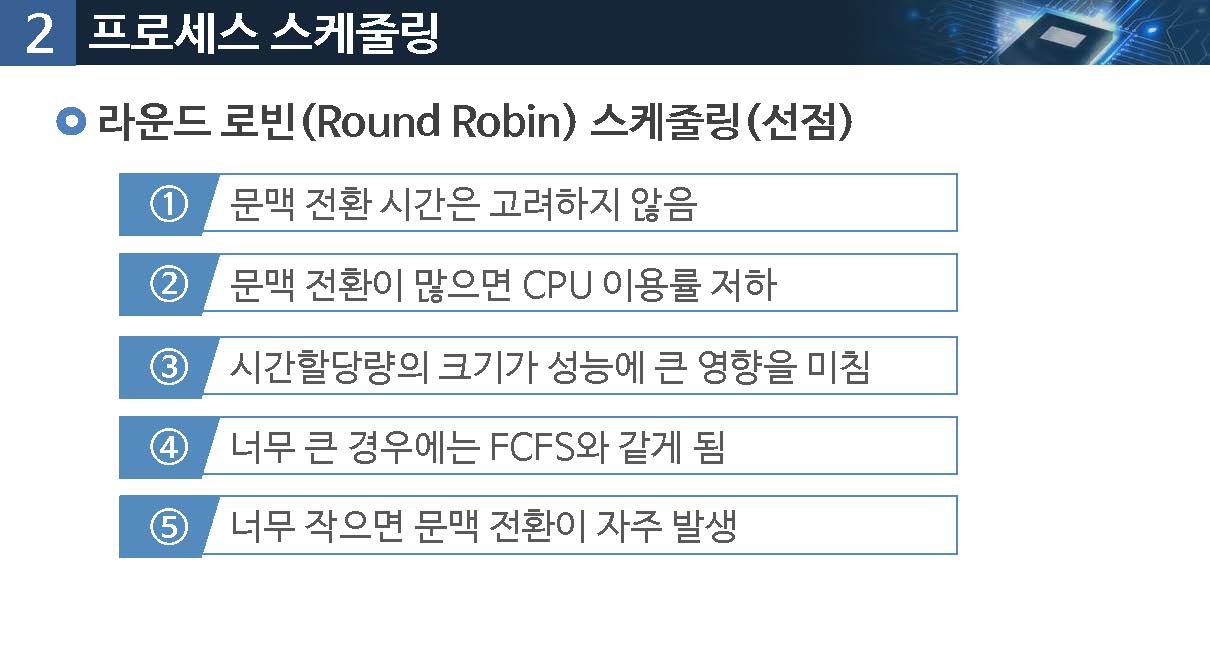 2 프로세스 스케줄링
라운드 로빈(Round Robin) 스케줄링(선점)
① 문맥 전환 시간은 고려하지 않음
② 문맥 전환이 많으면 CPU 이용률 저하
③ 시간할당량의 크기가 성능에 큰 영향을 미침
④ 너무 큰 경우에는 FCFS와 같게 됨
⑤ 너무 작으면 문맥 전환이 자주 발생